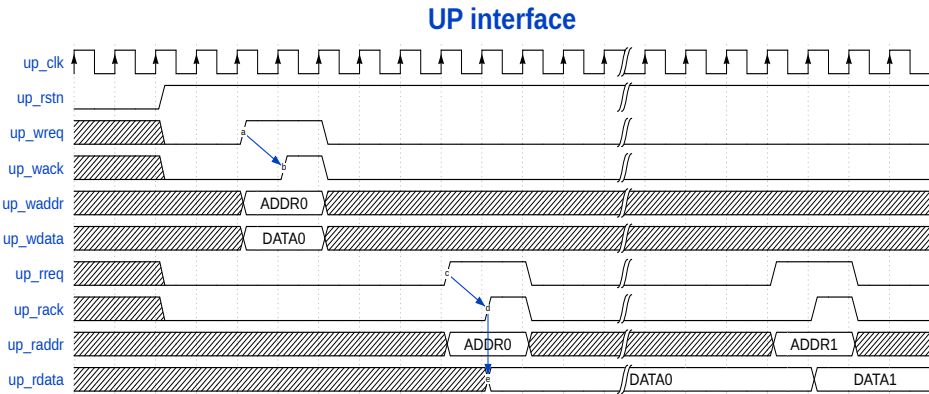 UP interface
up_clk
up_rstn
up_wreq a
up_wack b
up_waddr ADDR0
up_wdata DATA0
up_rreq c
up_rack d
up_raddr ADDR0 ADDR1
up_rdata e DATA0 DATA1